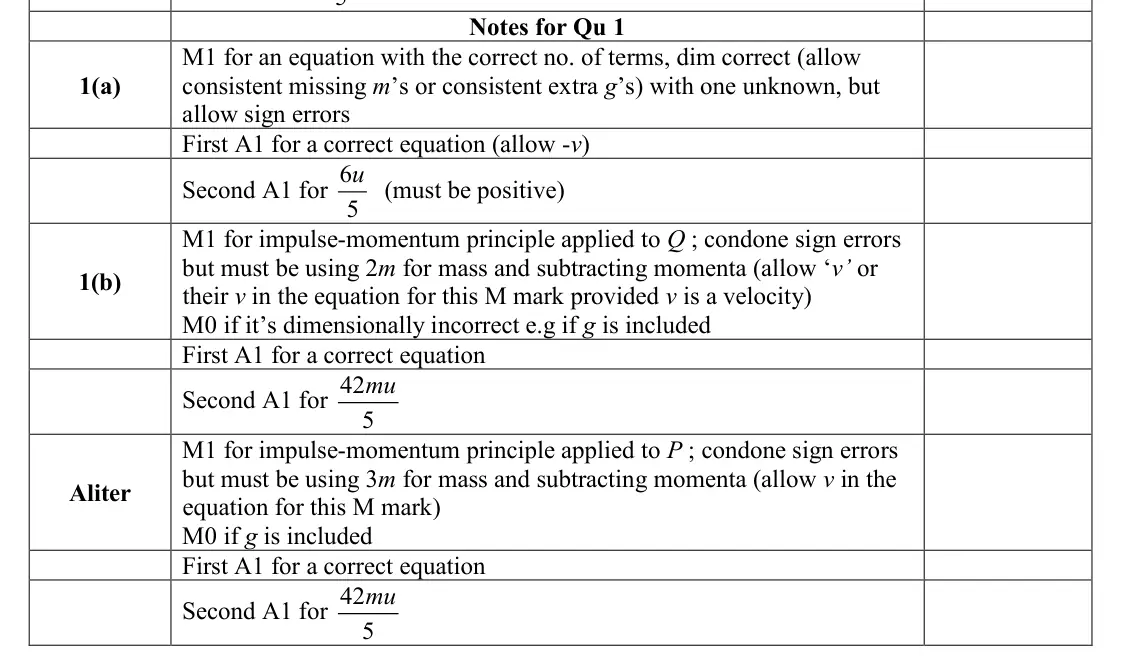 Notes for Qu 1
1(a)
M1 for an equation with the correct no. of terms, dim correct (allow
consistent missing m’s or consistent extra g’s) with one unknown, but
allow sign errors
First A1 for a correct equation (allow -v)
Second A1 for 6u/5 (must be positive)
1(b)
M1 for impulse-momentum principle applied to Q ; condone sign errors
but must be using 2m for mass and subtracting momenta (allow ‘v’ or
their v in the equation for this M mark provided v is a velocity)
M0 if it’s dimensionally incorrect e.g if g is included
First A1 for a correct equation
Second A1 for 42mu/5
Aliter
M1 for impulse-momentum principle applied to P ; condone sign errors
but must be using 3m for mass and subtracting momenta (allow v in the
equation for this M mark)
M0 if g is included
First A1 for a correct equation
Second A1 for 42mu/5